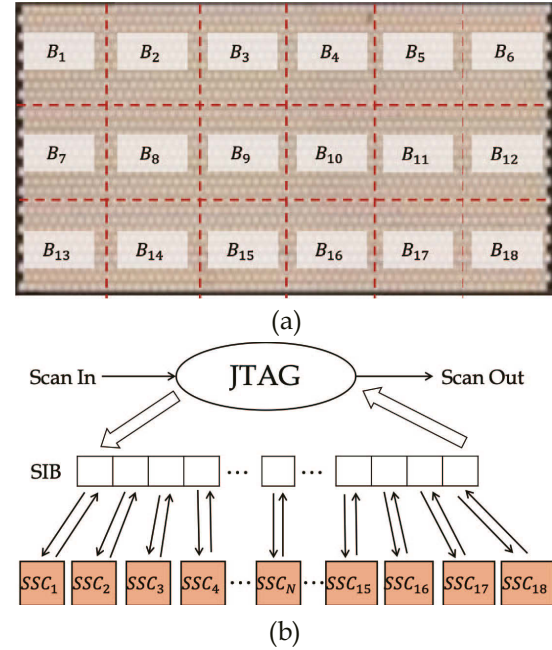 B₁ B₂ B₃ B₄ B₅ B₆
B₇ B₈ B₉ B₁₀ B₁₁ B₁₂
B₁₃ B₁₄ B₁₅ B₁₆ B₁₇ B₁₈
(a)
Scan In JTAG Scan Out
SIB ... ...
SSC₁ SSC₂ SSC₃ SSC₄ ... SSC_N ... SSC₁₅ SSC₁₆ SSC₁₇ SSC₁₈
(b)